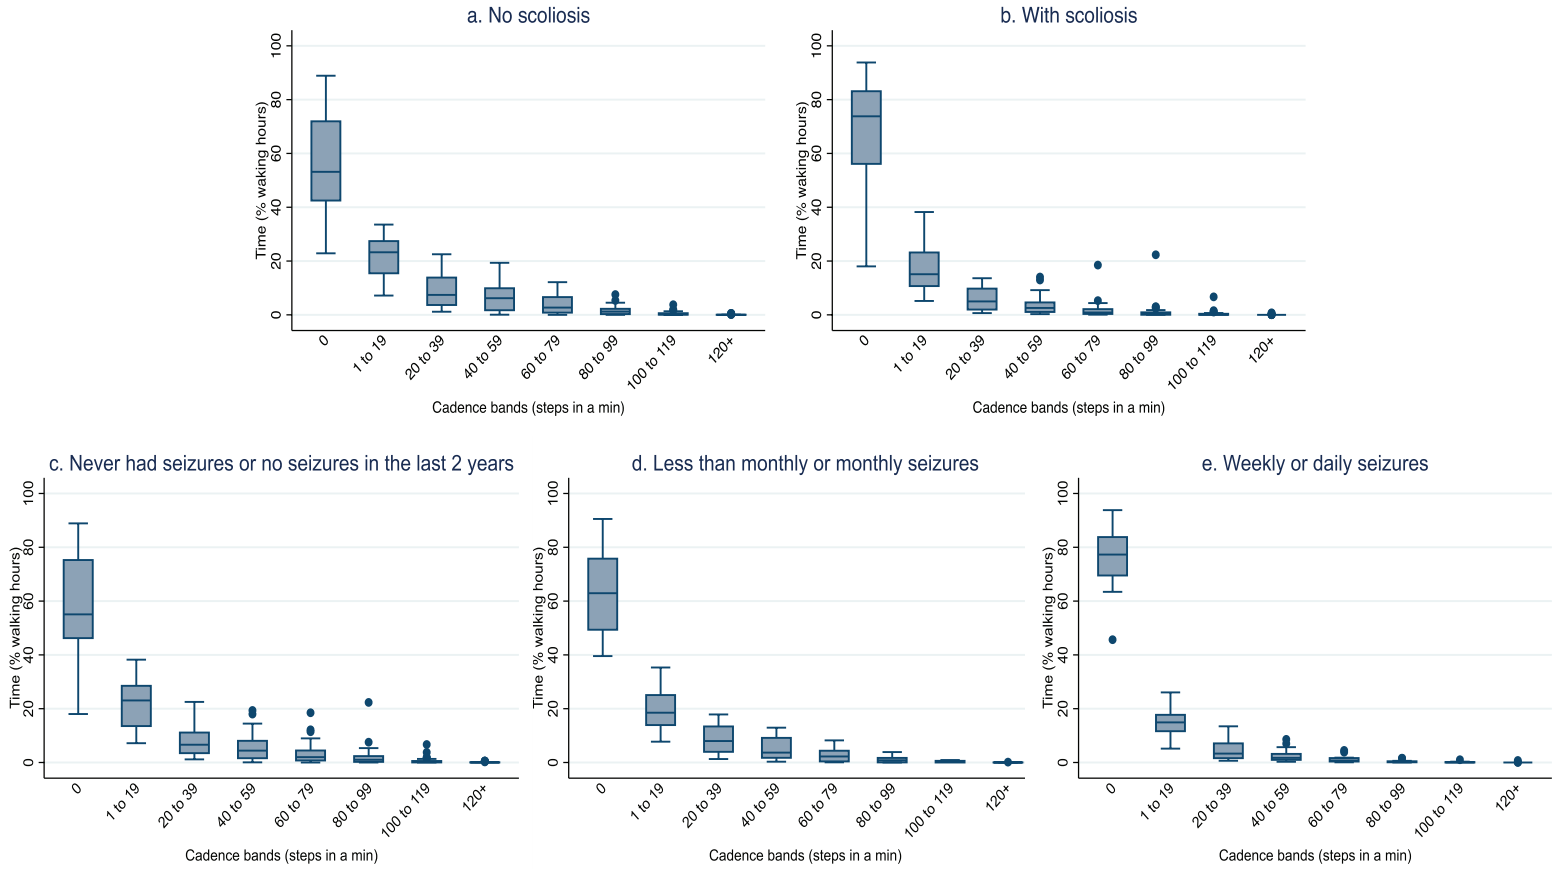 a. No scoliosis
Time (% waking hours)
100
80
60
40
20
0
0
1 to 19
20 to 39
40 to 59
60 to 79
80 to 99
100 to 119
120+
Cadence bands (steps in a min)
b. With scoliosis
Time (% waking hours)
100
80
60
40
20
0
0
1 to 19
20 to 39
40 to 59
60 to 79
80 to 99
100 to 119
120+
Cadence bands (steps in a min)
c. Never had seizures or no seizures in the last 2 years
Time (% walking hours)
100
80
60
40
20
0
0
1 to 19
20 to 39
40 to 59
60 to 79
80 to 99
100 to 119
120+
Cadence bands (steps in a min)
d. Less than monthly or monthly seizures
Time (% walking hours)
100
80
60
40
20
0
0
1 to 19
20 to 39
40 to 59
60 to 79
80 to 99
100 to 119
120+
Cadence bands (steps in a min)
e. Weekly or daily seizures
Time (% walking hours)
100
80
60
40
20
0
0
1 to 19
20 to 39
40 to 59
60 to 79
80 to 99
100 to 119
120+
Cadence bands (steps in a min)